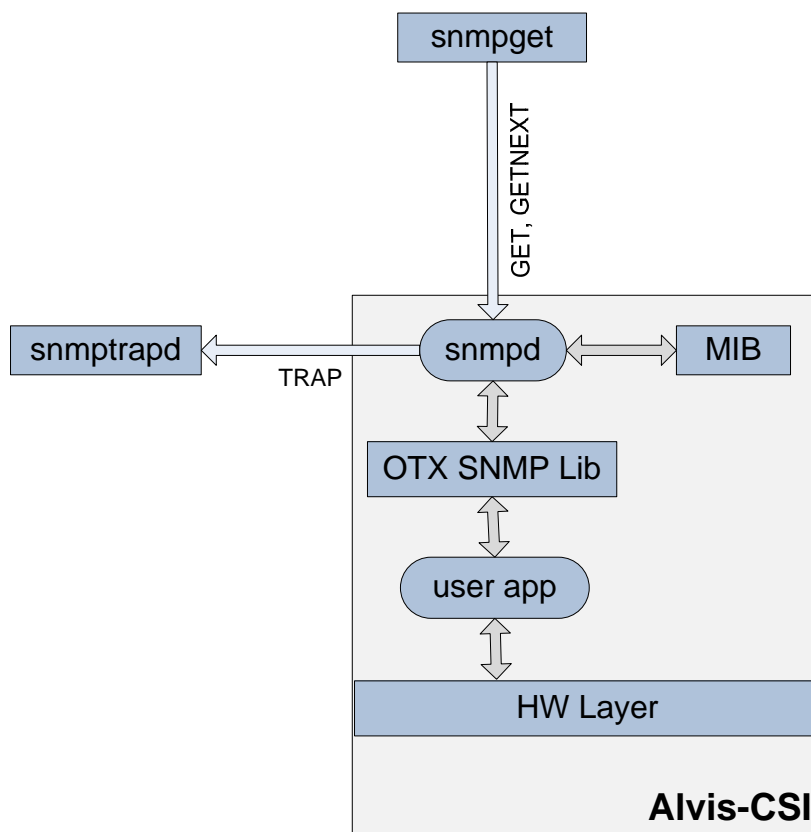 snmpget
GET, GETNEXT
snmptrapd
TRAP
snmpd
MIB
OTX SNMP Lib
user app
HW Layer
Alvis-CSI